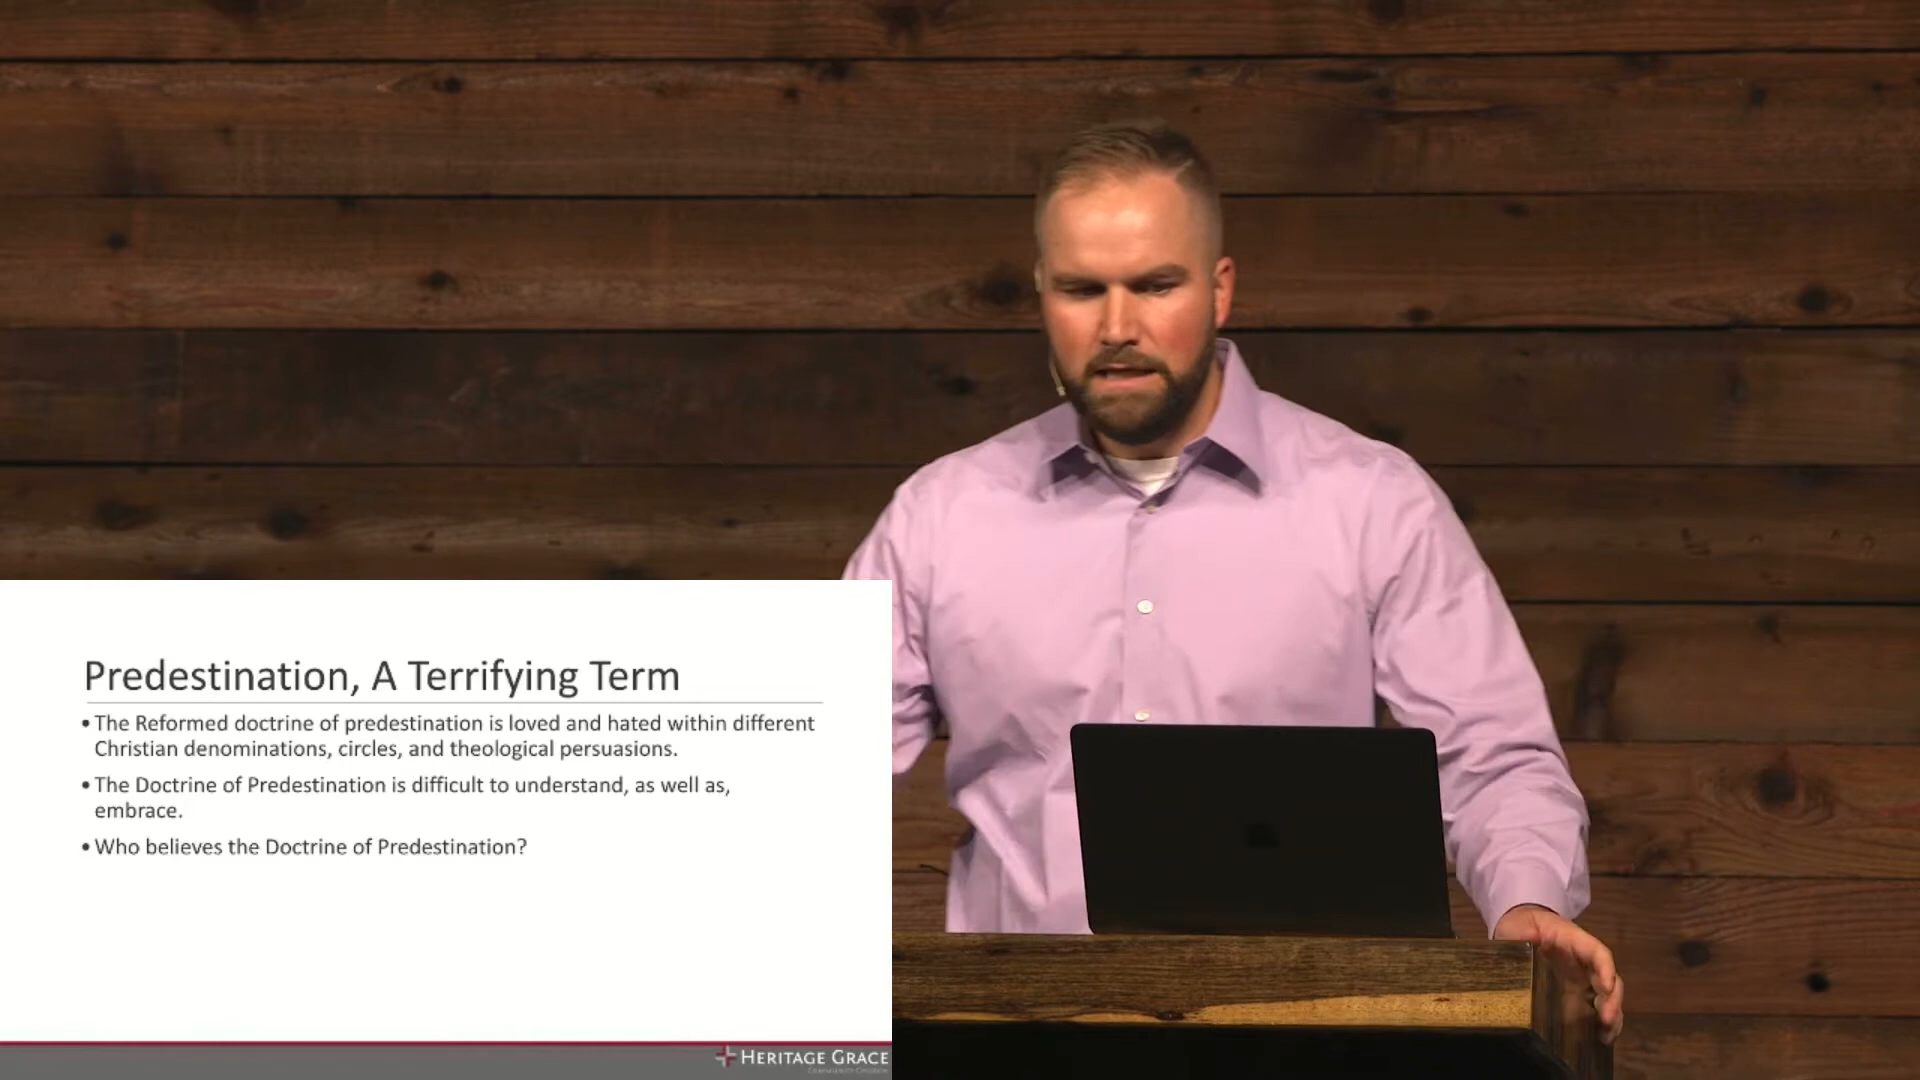 Predestination, A Terrifying Term
• The Reformed doctrine of predestination is loved and hated within different
Christian denominations, circles, and theological persuasions.
• The Doctrine of Predestination is difficult to understand, as well as,
embrace.
• Who believes the Doctrine of Predestination?
HERITAGE GRACE
COMMUNITY CHURCH